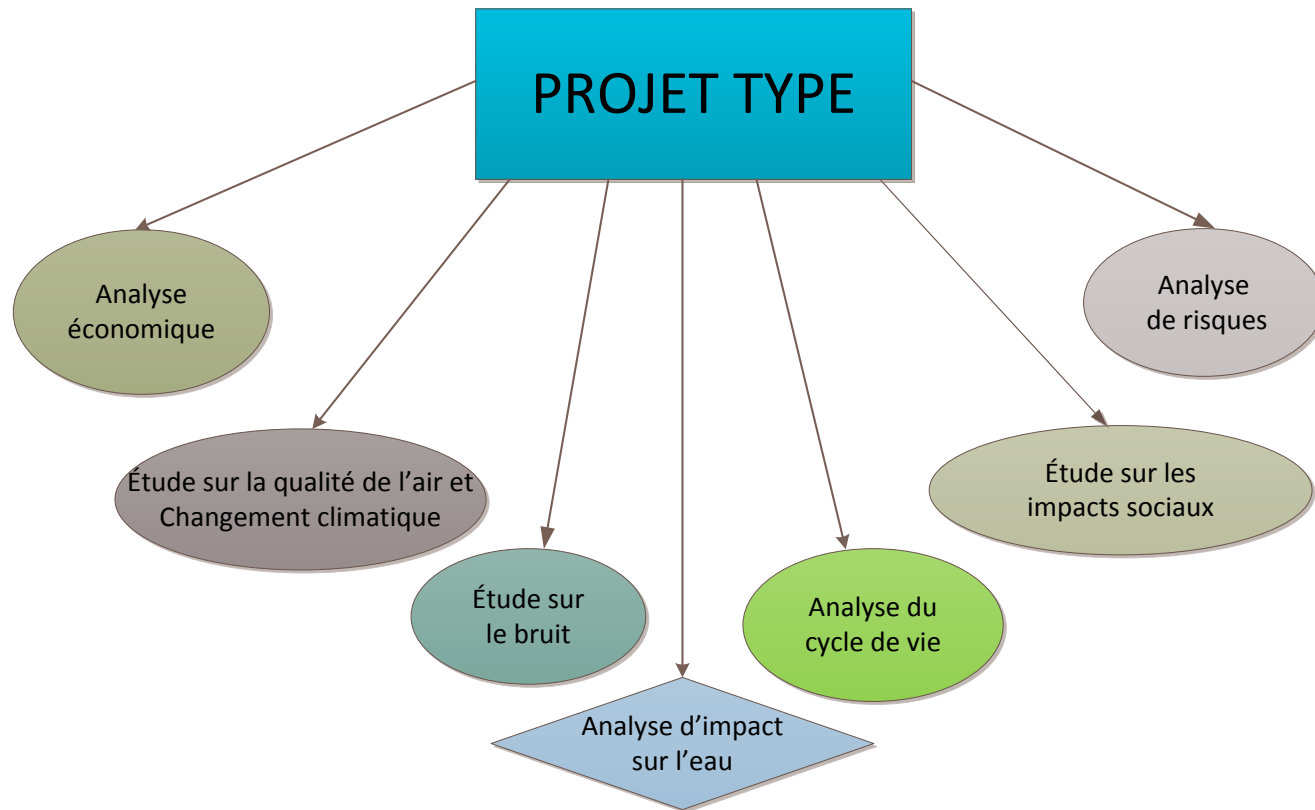 PROJET TYPE
Analyse
économique
Analyse
de risques
Étude sur la qualité de l’air et
Changement climatique
Étude sur les
impacts sociaux
Étude sur
le bruit
Analyse du
cycle de vie
Analyse d’impact
sur l’eau